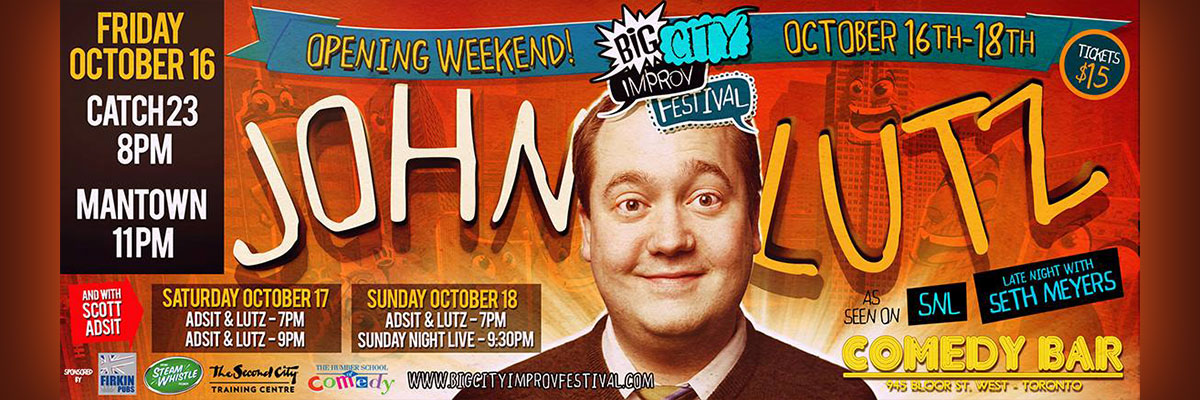 FRIDAY
OCTOBER 16
CATCH23
8PM
MANTOWN
11PM
OPENING WEEKEND!
BIG CITY
IMPROV
FESTIVAL
OCTOBER 16TH-18TH
TICKETS
$15
JOHN LUTZ
AND WITH
SCOTT
ADSIT
SATURDAY OCTOBER 17
ADSIT & LUTZ – 7PM
ADSIT & LUTZ – 9PM
SUNDAY OCTOBER 18
ADSIT & LUTZ – 7PM
SUNDAY NIGHT LIVE – 9:30PM
AS
SEEN ON
SNL
LATE NIGHT WITH
SETH MEYERS
COMEDY BAR
945 BLOOR ST. WEST - TORONTO
SPONSORED
BY
FIRKIN
PUBS
STEAM
WHISTLE
The Second City
TRAINING CENTRE
THE HUMBER SCHOOL
of comedy
WWW.BIGCITYIMPROVFESTIVAL.COM